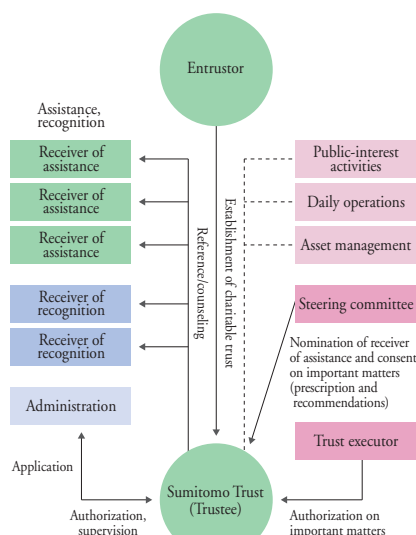 Entrustor
Assistance,
recognition
Receiver of
assistance
Receiver of
assistance
Receiver of
assistance
Receiver of
recognition
Receiver of
recognition
Administration
Application
Authorization,
supervision
Reference/counseling
Establishment of charitable trust
Public-interest
activities
Daily operations
Asset management
Steering committee
Nomination of receiver
of assistance and consent
on important matters
(prescription and
recommendations)
Trust executor
Sumitomo Trust
(Trustee)
Authorization on
important matters